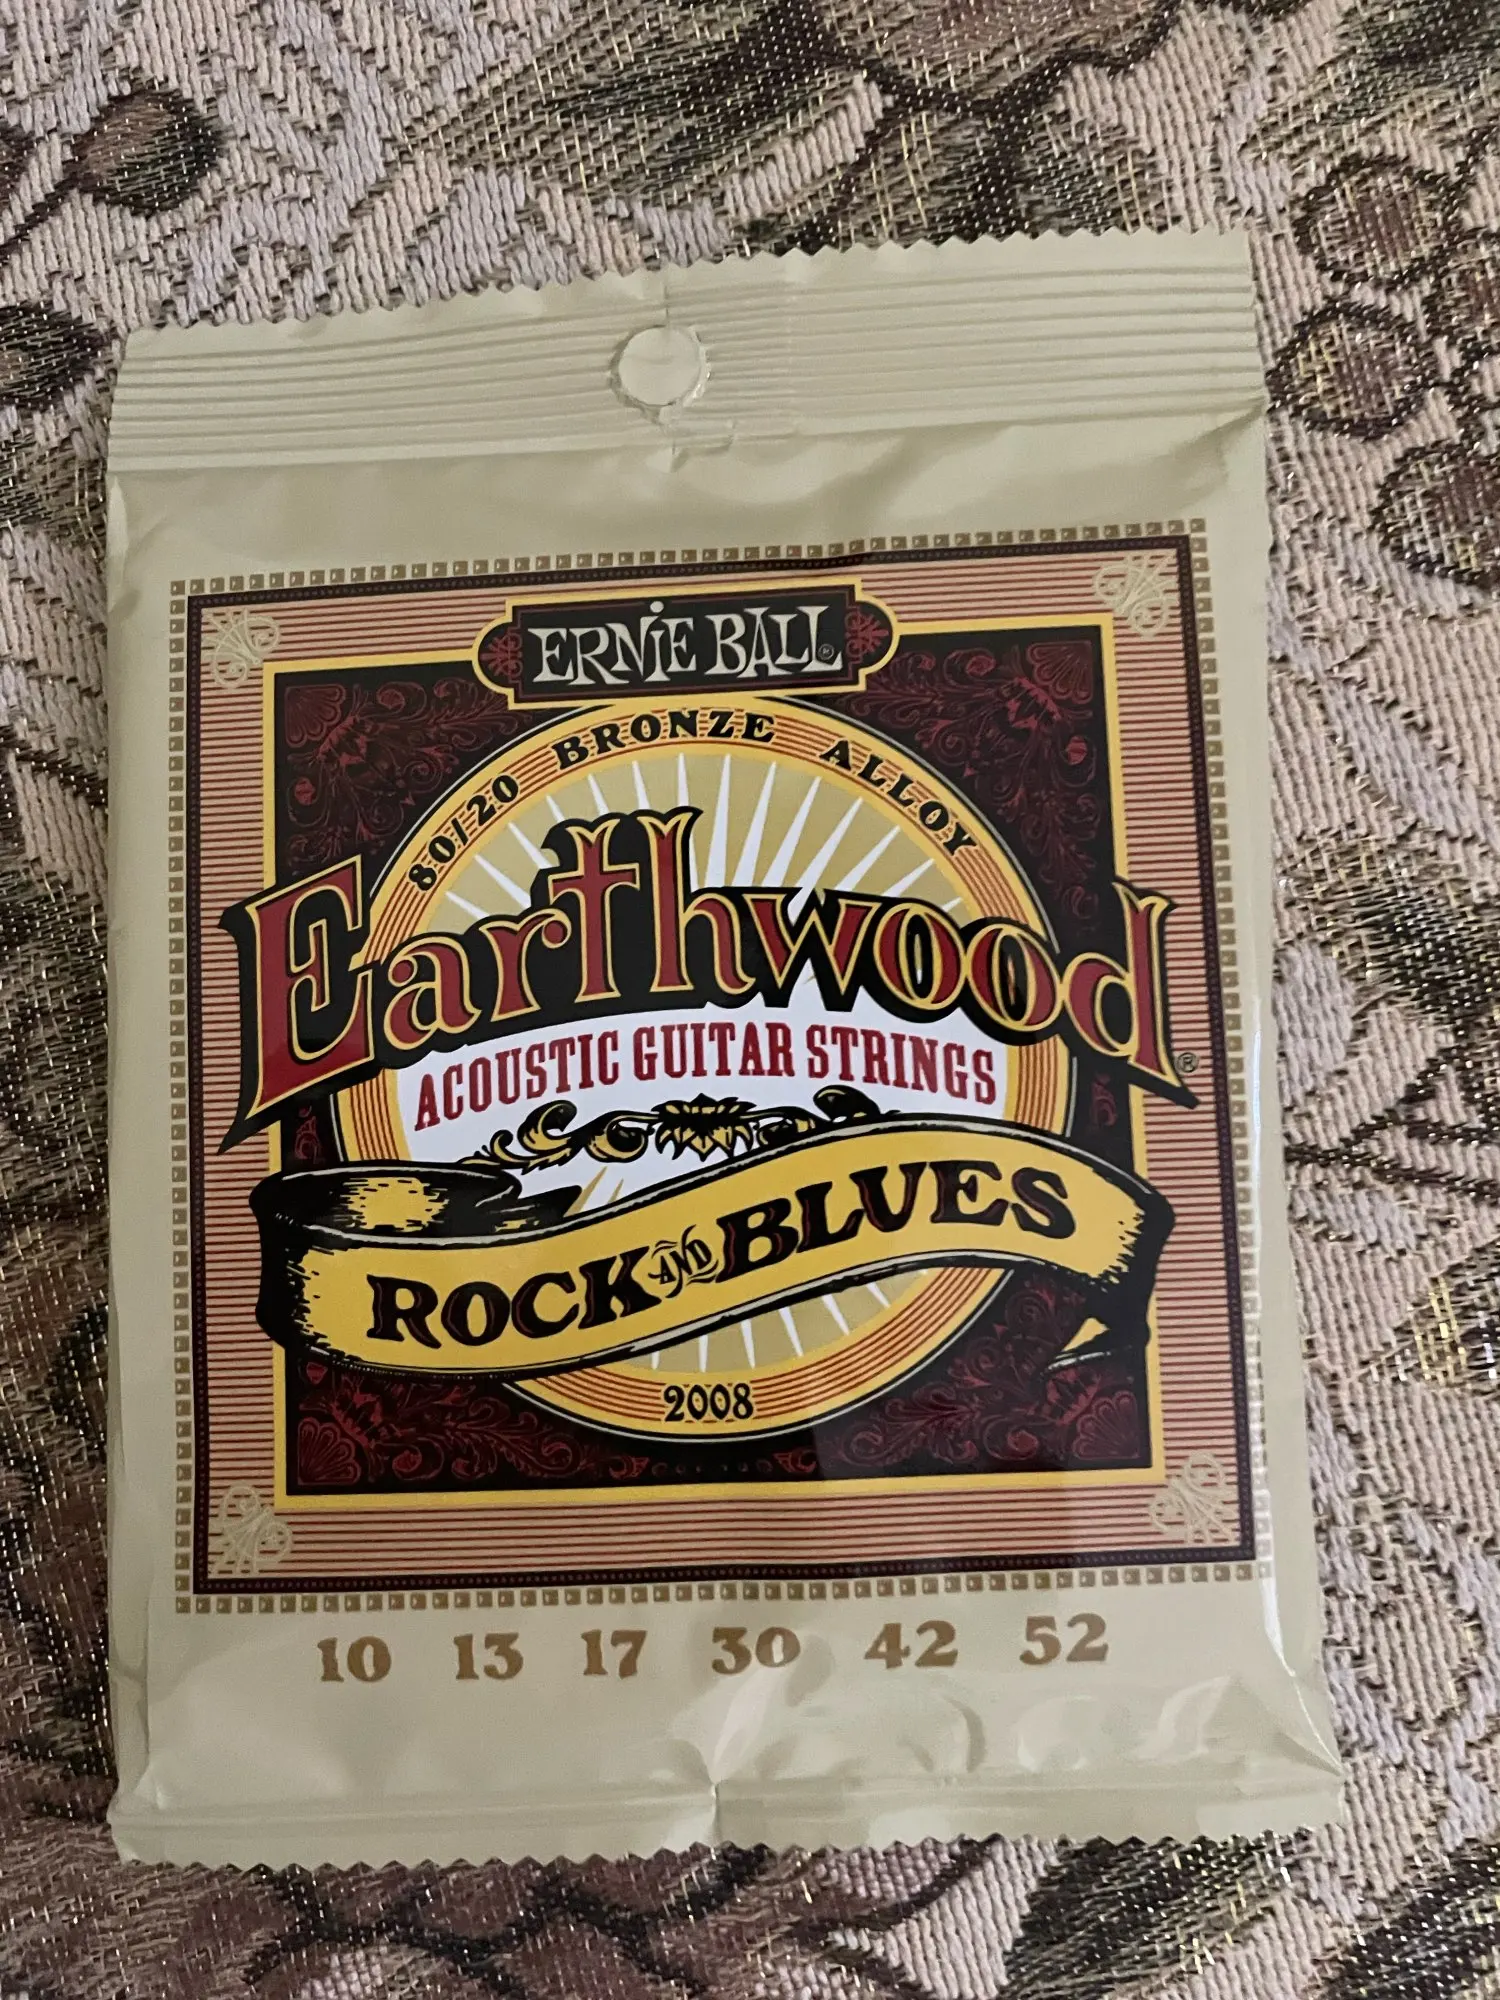 ERNIE BALL®
80/20 BRONZE ALLOY
Earthwood®
ACOUSTIC GUITAR STRINGS
ROCK AND BLUES
2008
10 13 17 30 42 52